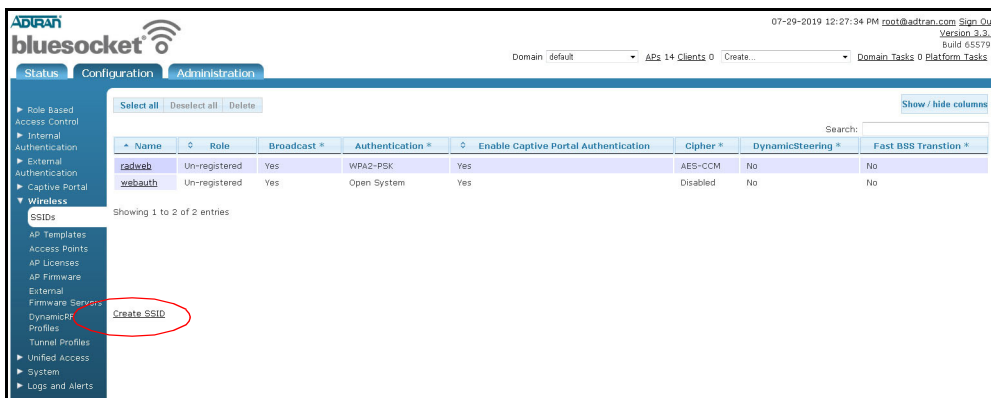 ADTRAN
bluesocket
07-29-2019 12:27:34 PM root@adtran.com Sign Ou
Version 3.3.
Build 65579
Domain default APs 14 Clients 0 Create... Domain Tasks 0 Platform Tasks
Status Configuration Administration
Role Based
Access Control
Internal
Authentication
External
Authentication
Captive Portal
Wireless
SSIDs
AP Templates
Access Points
AP Licenses
AP Firmware
External
Firmware Servers
DynamicRF
Profiles
Tunnel Profiles
Unified Access
System
Logs and Alerts
Select all Deselect all Delete
Show / hide columns
Search:
Name Role Broadcast * Authentication * Enable Captive Portal Authentication Cipher * DynamicSteering * Fast BSS Transtion *
radweb Un-registered Yes WPA2-PSK Yes AES-CCM No No
webauth Un-registered Yes Open System Yes Disabled No No
Showing 1 to 2 of 2 entries
Create SSID